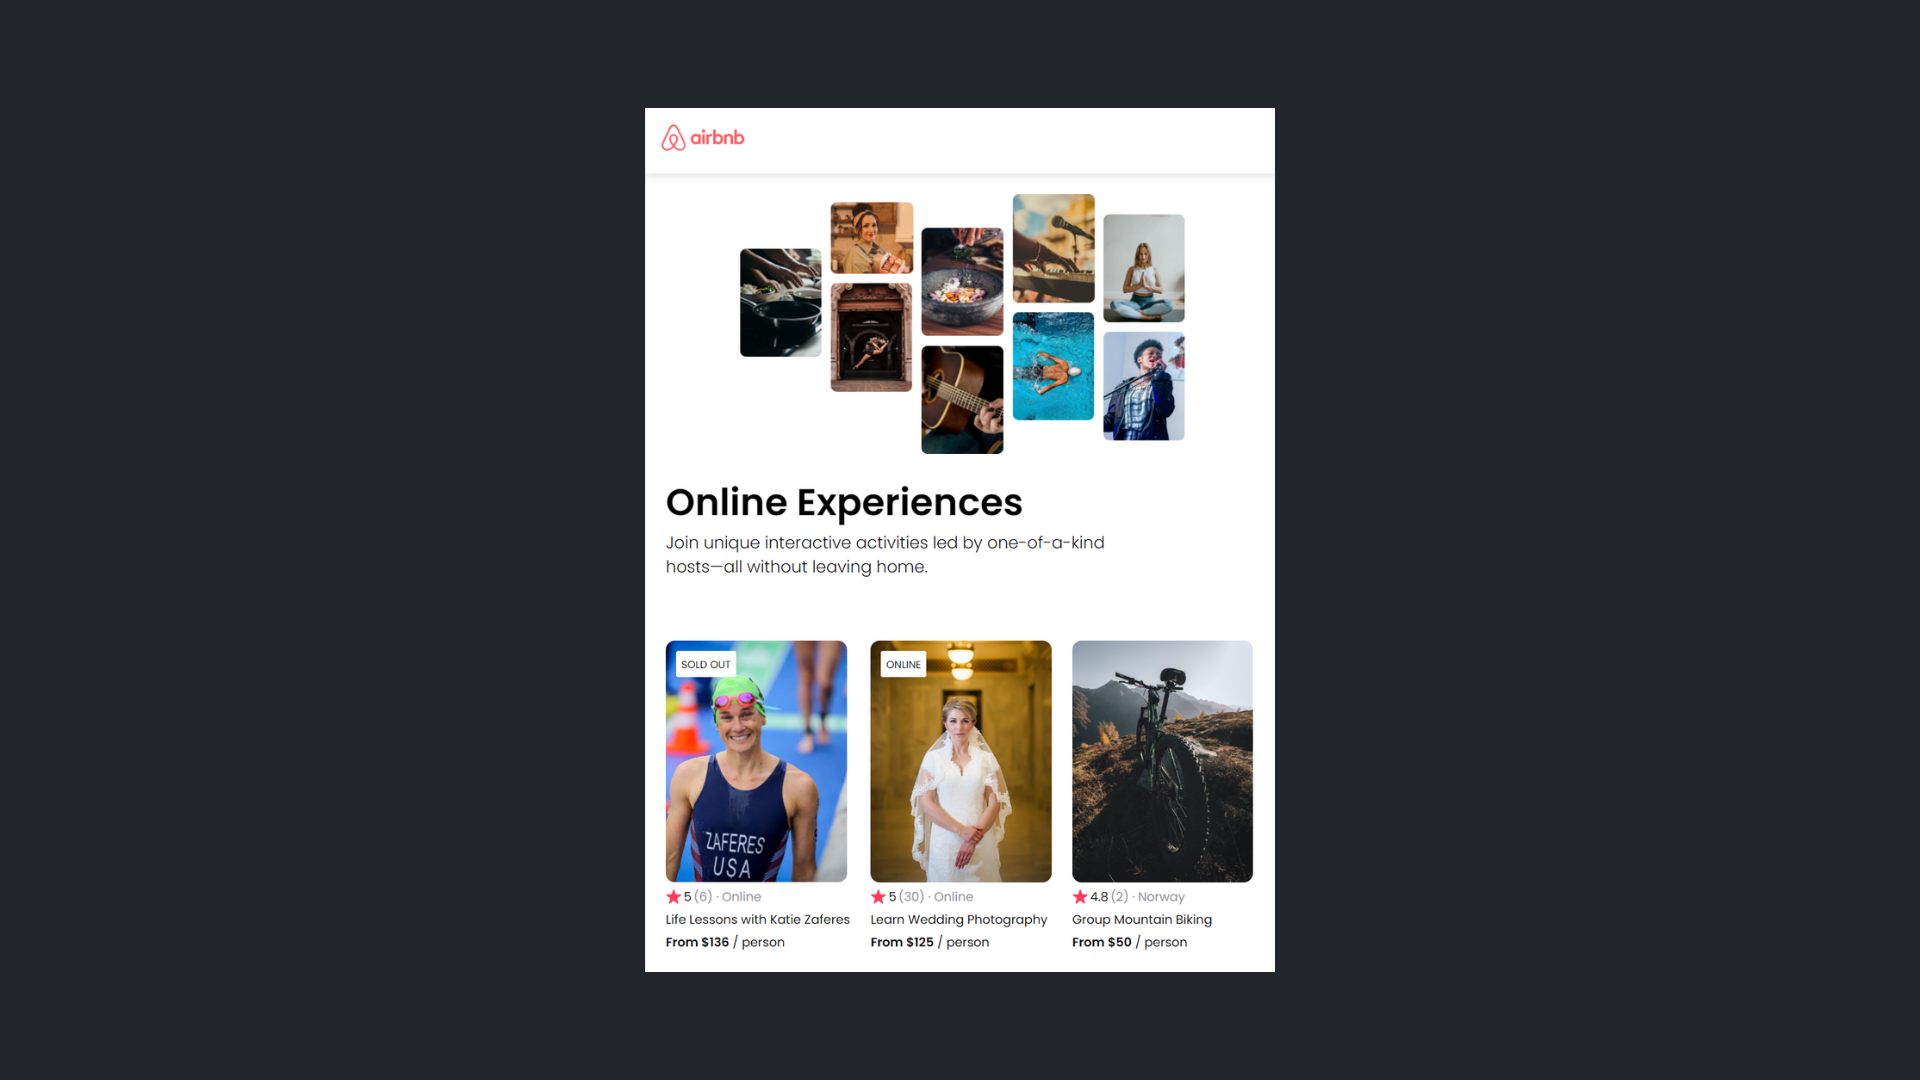 airbnb
Online Experiences
Join unique interactive activities led by one-of-a-kind
hosts—all without leaving home.
SOLD OUT
ZAFERES
USA
5 (6) · Online
Life Lessons with Katie Zaferes
From $136 / person
ONLINE
5 (30) · Online
Learn Wedding Photography
From $125 / person
4.8 (2) · Norway
Group Mountain Biking
From $50 / person